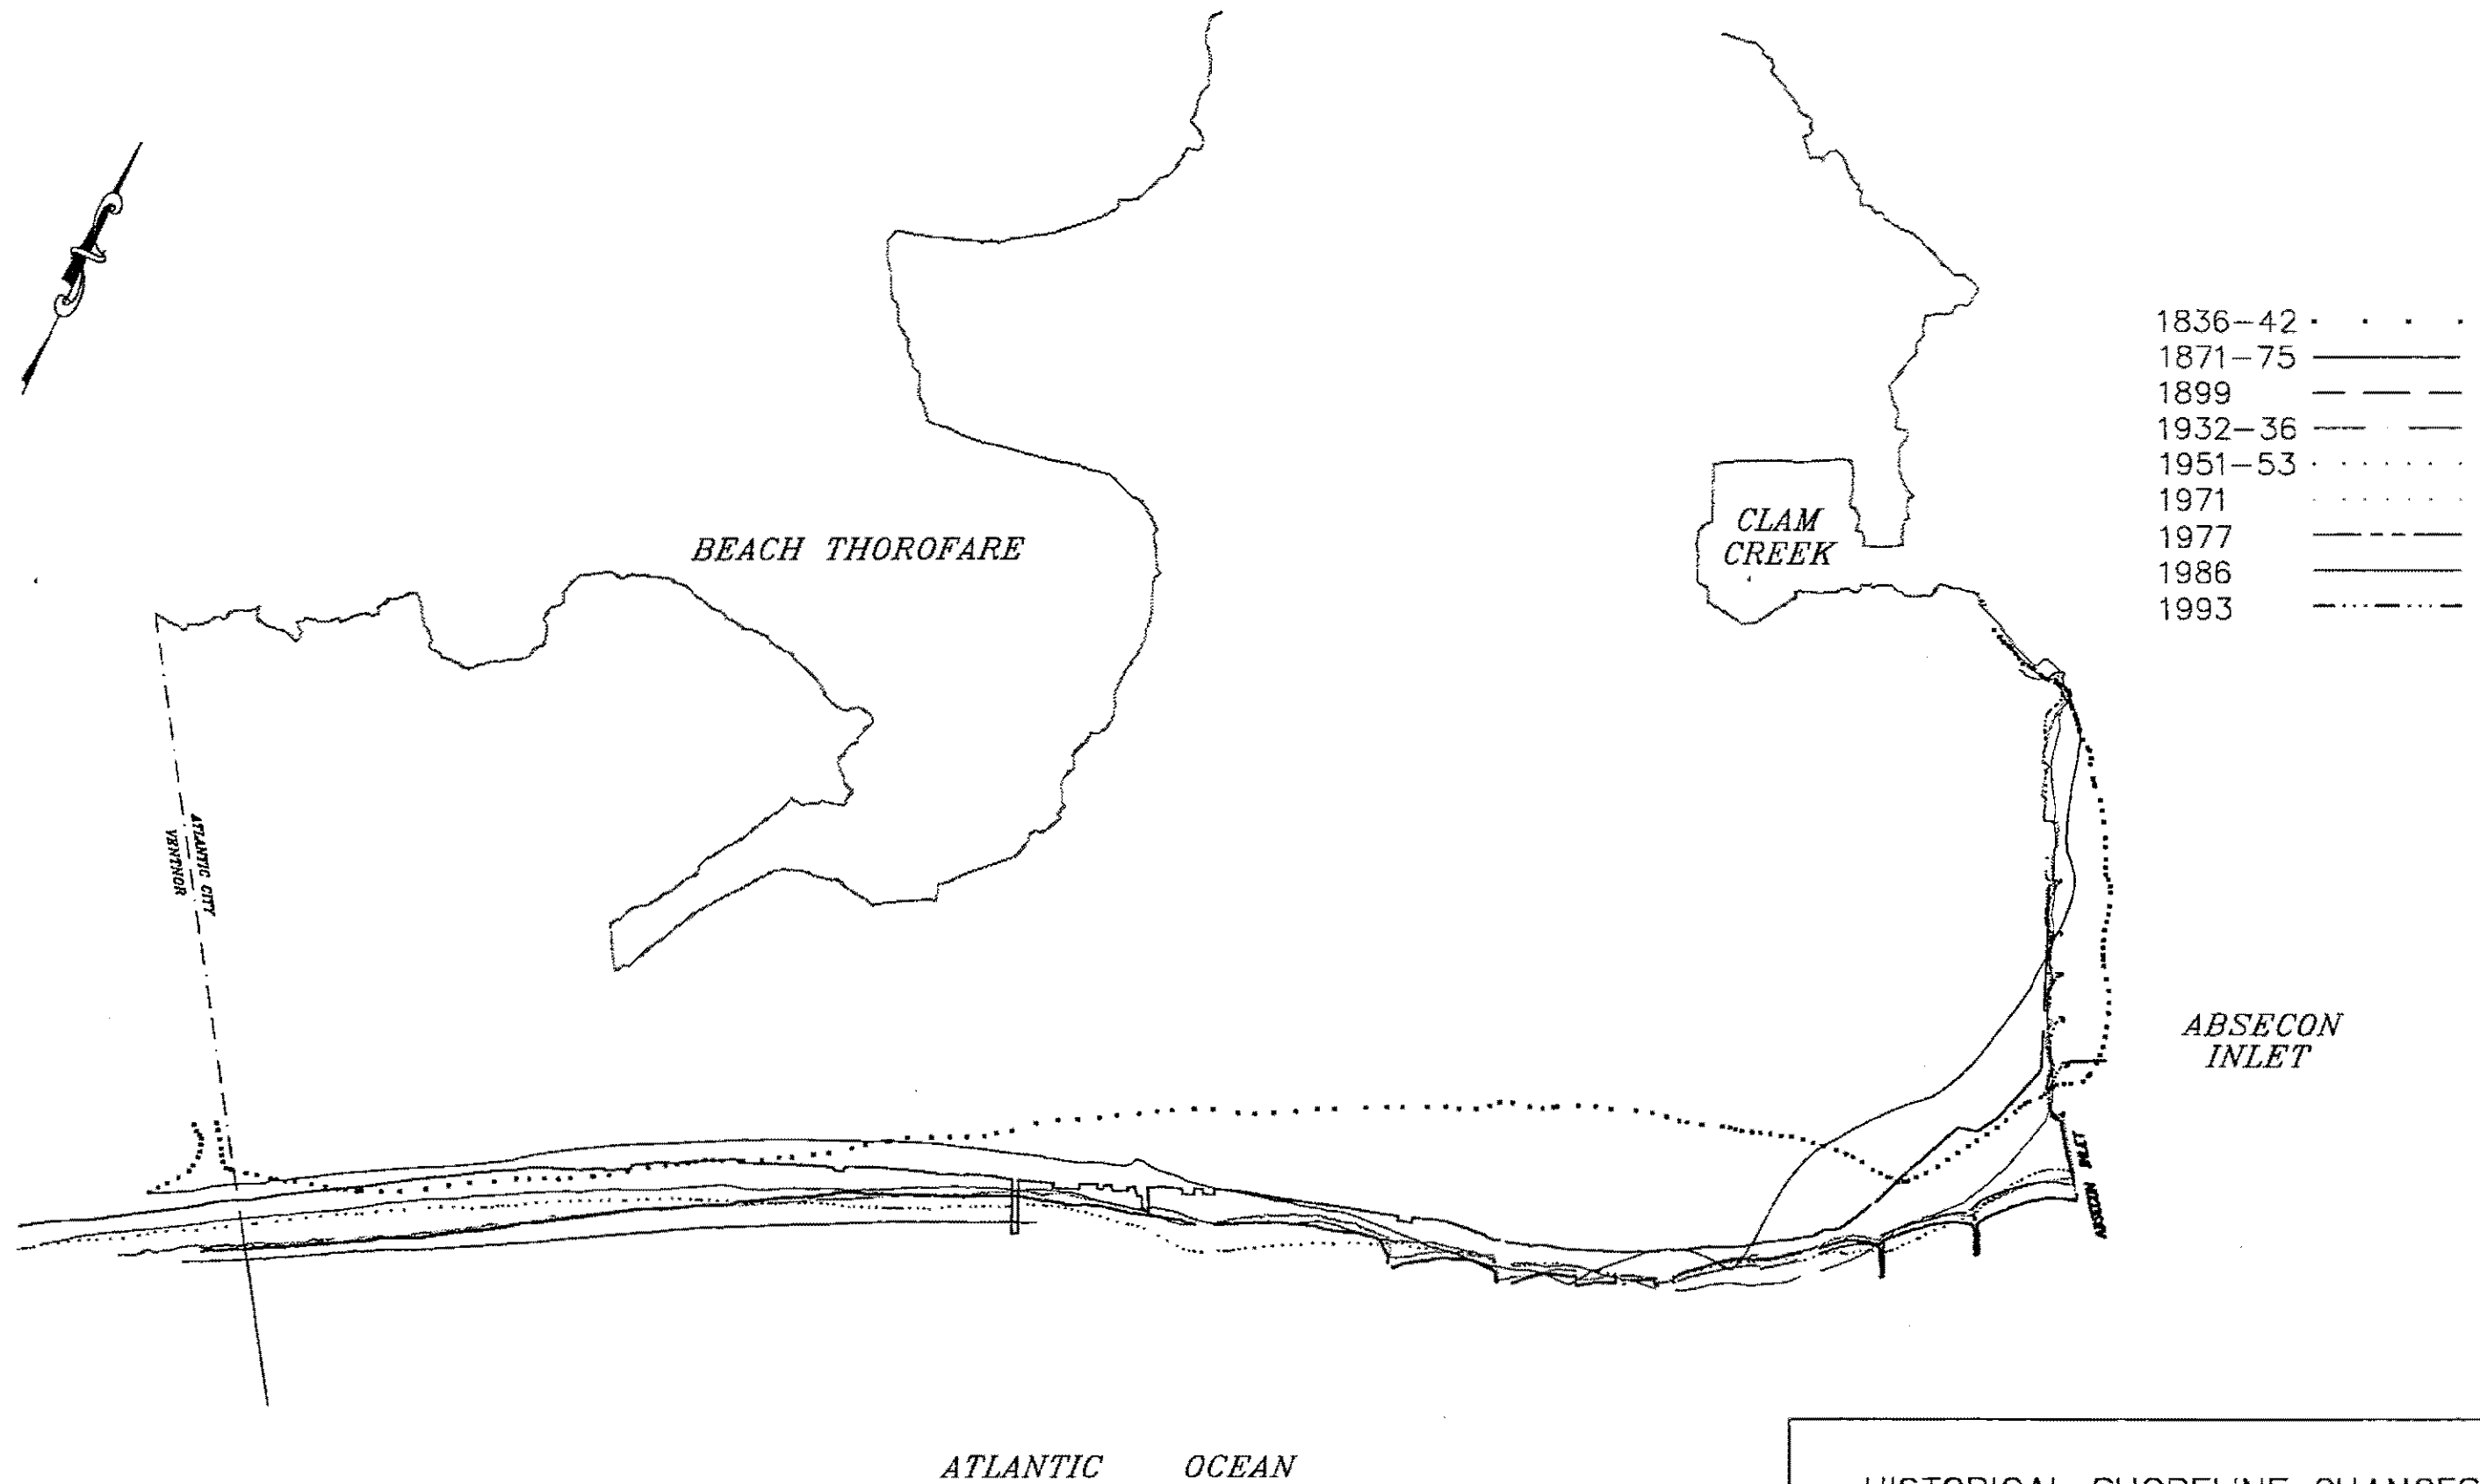 1836-42
1871-75
1899
1932-36
1951-53
1971
1977
1986
1993
BEACH THOROFARE
CLAM
CREEK
ATLANTIC CITY
VENTNOR
ABSECON
INLET
ATLANTIC OCEAN